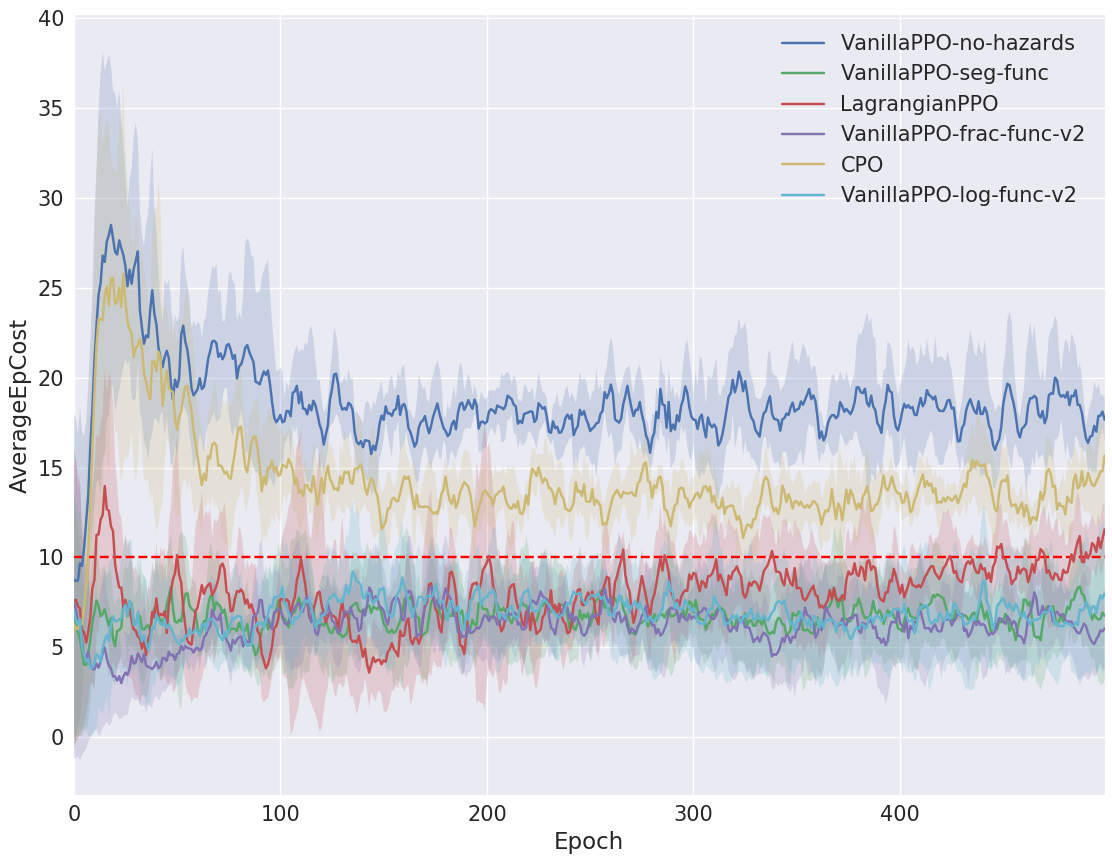 40
35
30
25
20
15
10
5
0
AverageEpCost
VanillaPPO-no-hazards
VanillaPPO-seg-func
LagrangianPPO
VanillaPPO-frac-func-v2
CPO
VanillaPPO-log-func-v2
0 100 200 300 400
Epoch